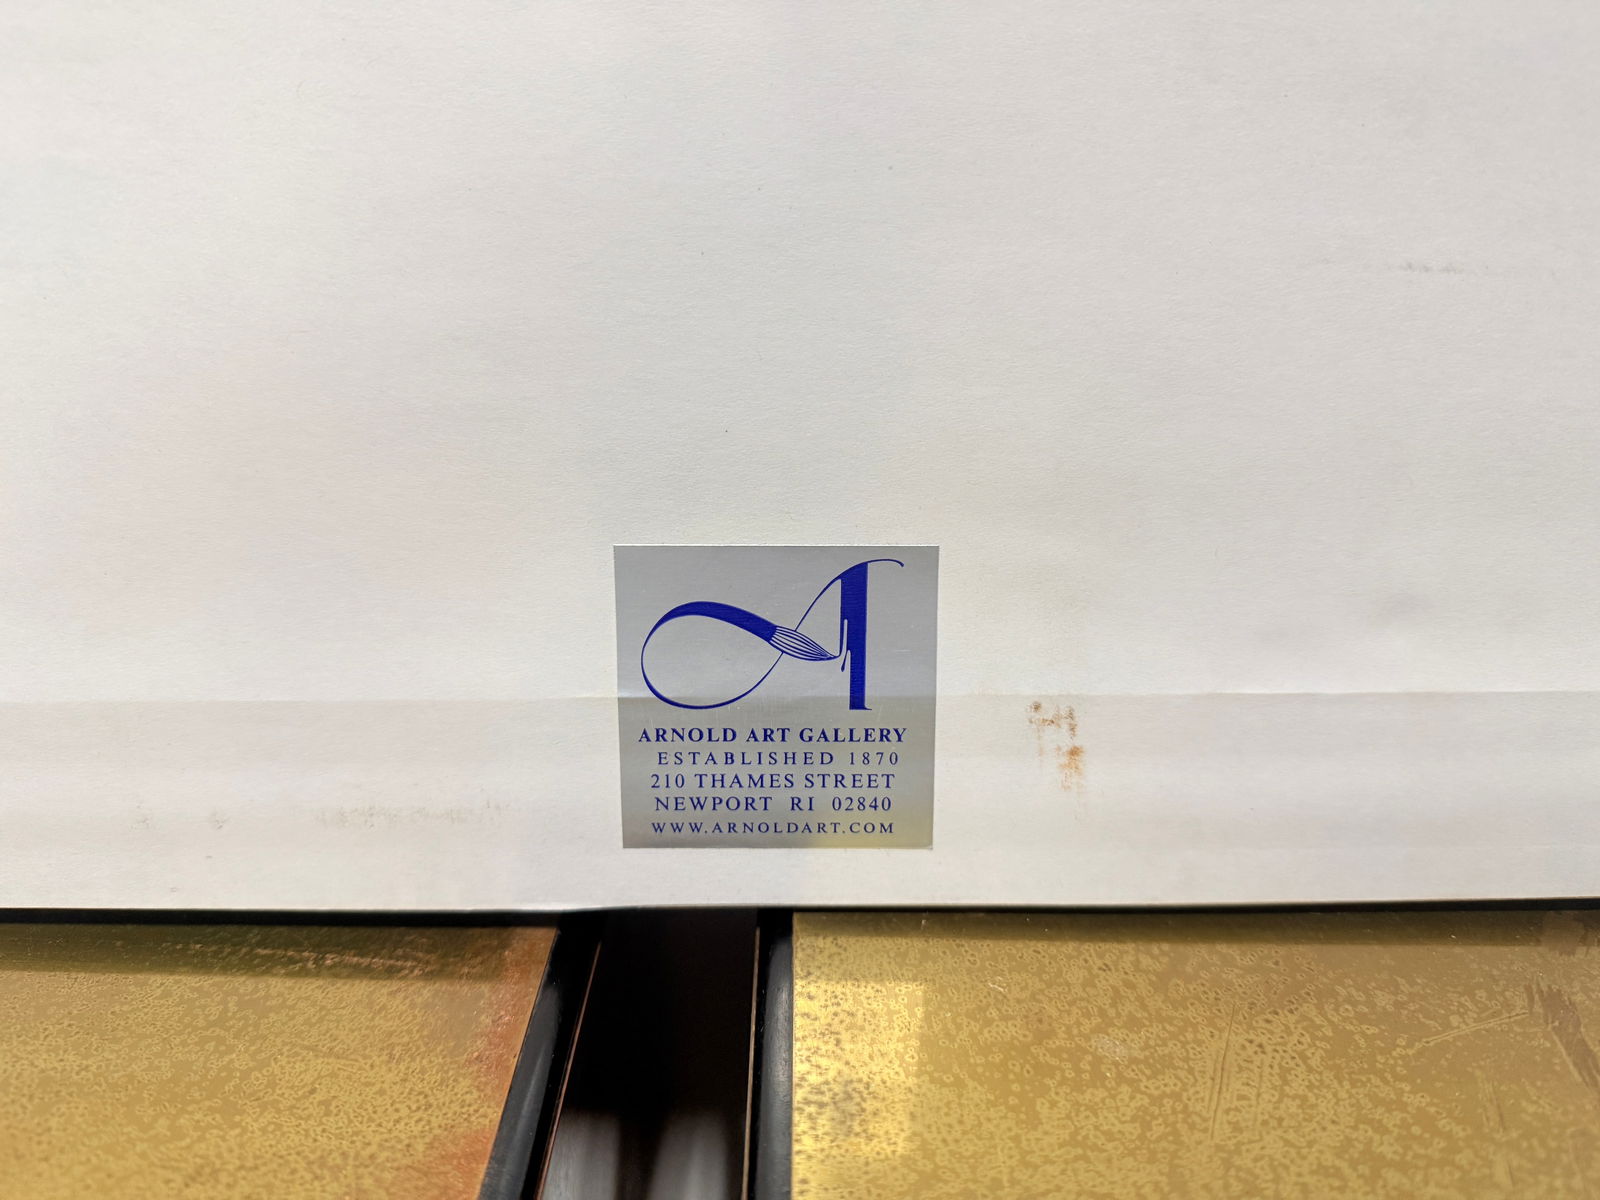 ARNOLD ART GALLERY
ESTABLISHED 1870
210 THAMES STREET
NEWPORT RI 02840
WWW.ARNOLDART.COM